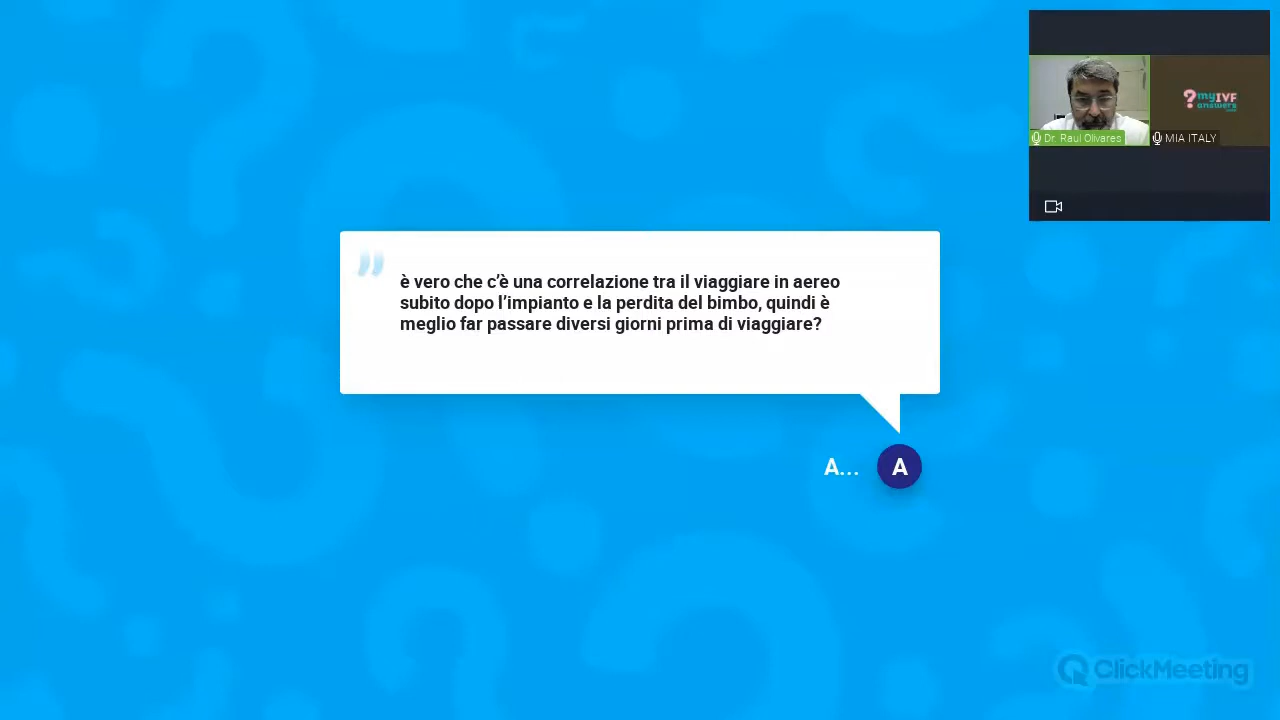 ? myIVF
answers
Dr. Raul Olivares
MIA ITALY
è vero che c’è una correlazione tra il viaggiare in aereo
subito dopo l’impianto e la perdita del bimbo, quindi è
meglio far passare diversi giorni prima di viaggiare?
A...
A
ClickMeeting